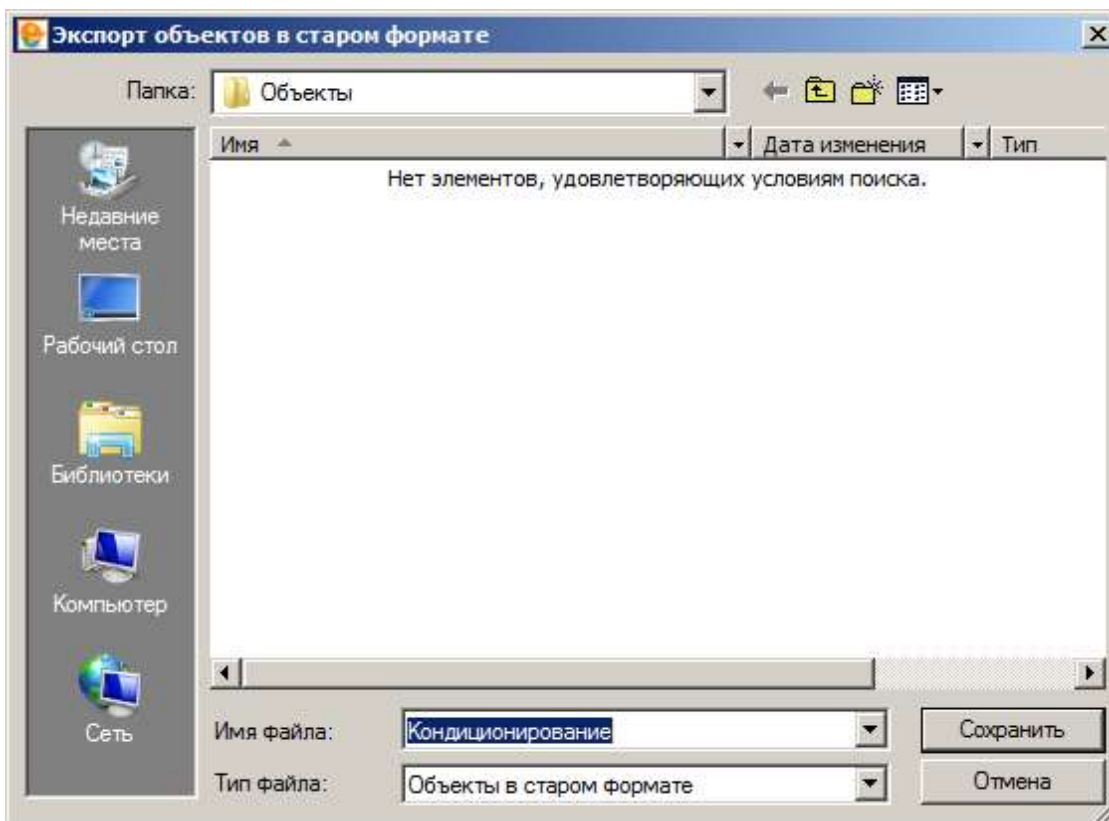 Экспорт объектов в старом формате
Папка: Объекты
Имя Дата изменения Тип
Нет элементов, удовлетворяющих условиям поиска.
Недавние
места
Рабочий стол
Библиотеки
Компьютер
Сеть
Имя файла: Кондиционирование Сохранить
Тип файла: Объекты в старом формате Отмена